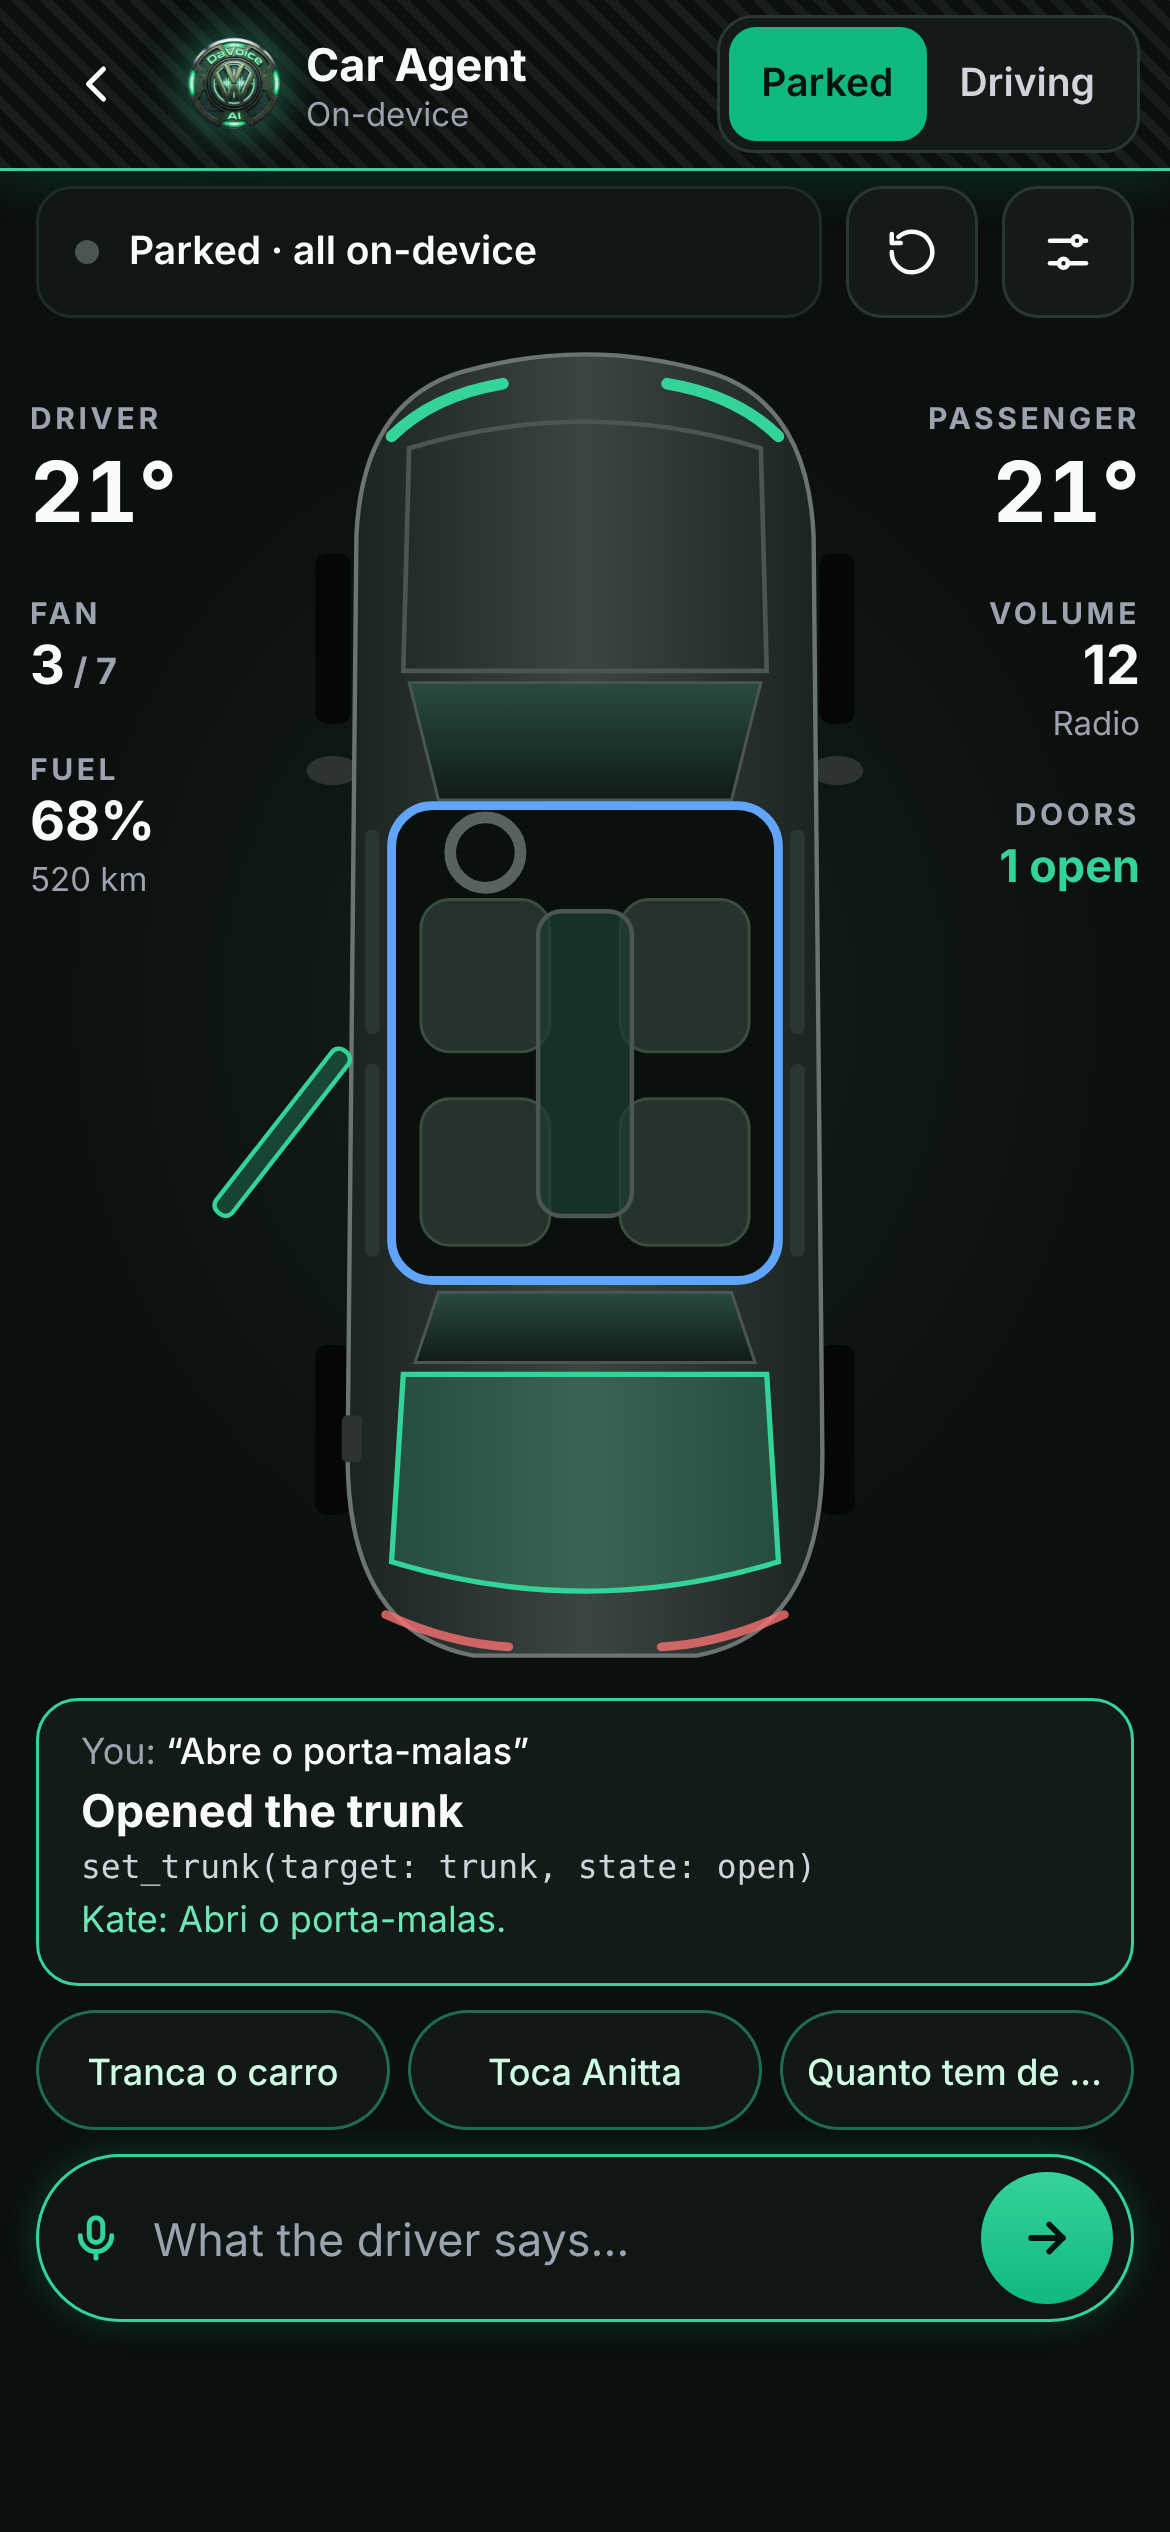 DaVoice
AI
Car Agent
On-device
Parked
Driving
Parked · all on-device
DRIVER
21°
PASSENGER
21°
FAN
3 / 7
VOLUME
12
Radio
FUEL
68%
520 km
DOORS
1 open
You: “Abre o porta-malas”
Opened the trunk
set_trunk(target: trunk, state: open)
Kate: Abri o porta-malas.
Tranca o carro
Toca Anitta
Quanto tem de ...
What the driver says...